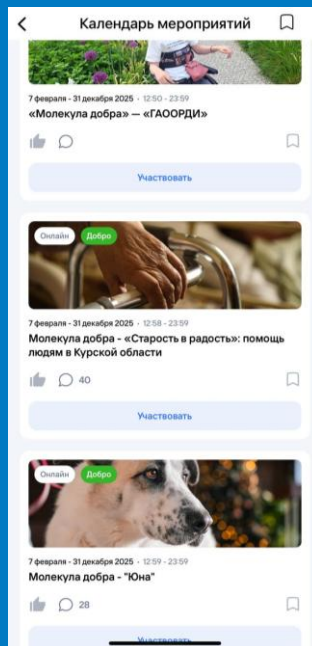 Календарь мероприятий
7 февраля - 31 декабря 2025 · 12:50 - 23:59
«Молекула добра» — «ГАООРДИ»
Участвовать
Онлайн Добро
7 февраля - 31 декабря 2025 · 12:58 - 23:59
Молекула добра - «Старость в радость»: помощь
людям в Курской области
40
Участвовать
Онлайн Добро
7 февраля - 31 декабря 2025 · 12:59 - 23:59
Молекула добра - "Юна"
28
Участвовать